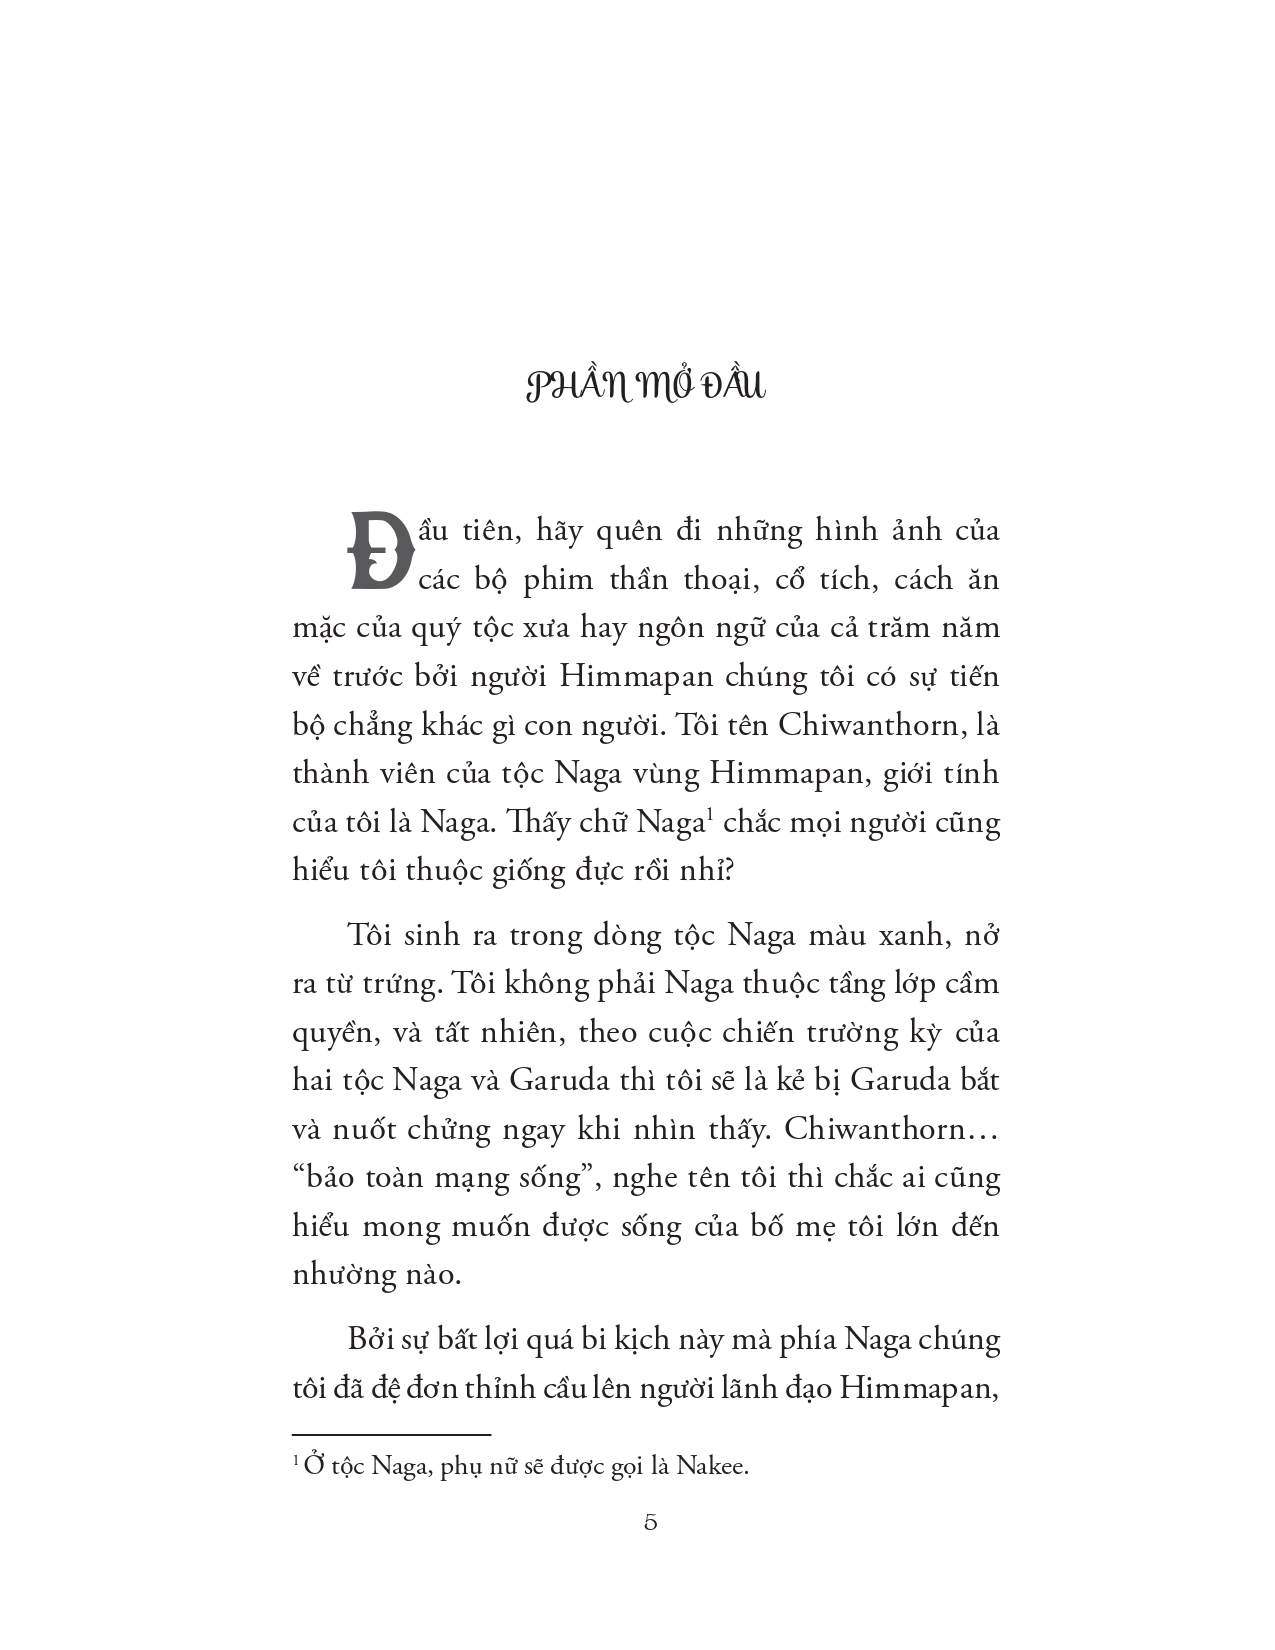 PHẦN MỞ ĐẦU
Đầu tiên, hãy quên đi những hình ảnh của
các bộ phim thần thoại, cổ tích, cách ăn
mặc của quý tộc xưa hay ngôn ngữ của cả trăm năm
về trước bởi người Himmapan chúng tôi có sự tiến
bộ chẳng khác gì con người. Tôi tên Chiwanthorn, là
thành viên của tộc Naga vùng Himmapan, giới tính
của tôi là Naga. Thấy chữ Naga¹ chắc mọi người cũng
hiểu tôi thuộc giống đực rồi nhỉ?
Tôi sinh ra trong dòng tộc Naga màu xanh, nở
ra từ trứng. Tôi không phải Naga thuộc tầng lớp cầm
quyền, và tất nhiên, theo cuộc chiến trường kỳ của
hai tộc Naga và Garuda thì tôi sẽ là kẻ bị Garuda bắt
và nuốt chửng ngay khi nhìn thấy. Chiwanthorn…
“bảo toàn mạng sống”, nghe tên tôi thì chắc ai cũng
hiểu mong muốn được sống của bố mẹ tôi lớn đến
nhường nào.
Bởi sự bất lợi quá bi kịch này mà phía Naga chúng
tôi đã đệ đơn thỉnh cầu lên người lãnh đạo Himmapan,
¹ Ở tộc Naga, phụ nữ sẽ được gọi là Nakee.
5